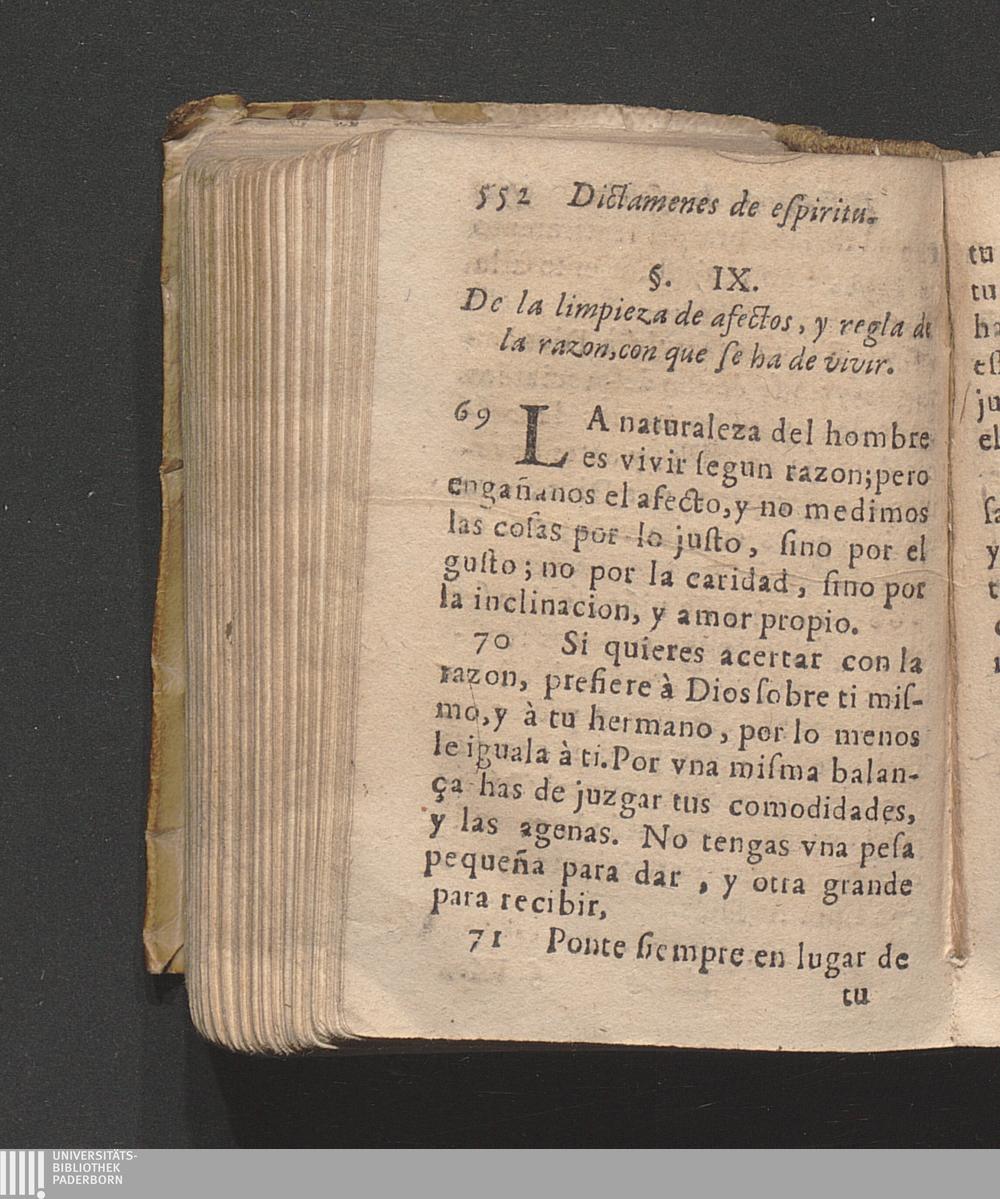 552 Dictamenes de eſpiritu.
§. IX.
De la limpieza de afectos, y regla de
la razon, con que ſe ha de vivir.
69 LA naturaleza del hombre
es vivir ſegun razon; pero
engañanos el afecto, y no medimos
las coſas por lo juſto, ſino por el
guſto; no por la caridad, ſino por
la inclinacion, y amor propio.
70 Si quieres acertar con la
razon, prefiere à Dios ſobre ti miſ-
mo, y à tu hermano, por lo menos
le iguala à ti. Por vna miſma balan-
ça has de juzgar tus comodidades,
y las agenas. No tengas vna peſa
pequeña para dar, y otra grande
para recibir,
71 Ponte ſiempre en lugar de
tu
tu
tu
UNIVERSITÄTS-
BIBLIOTHEK
PADERBORN